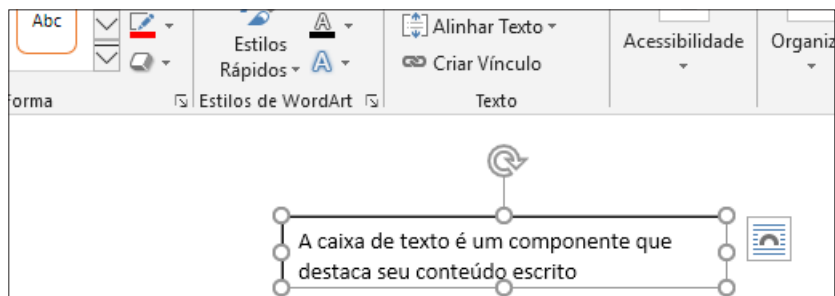 Abc
Estilos
Rápidos
A
A
A
Alinhar Texto
Criar Vínculo
Acessibilidade
Organiz
Forma
Estilos de WordArt
Texto
A caixa de texto é um componente que
destaca seu conteúdo escrito